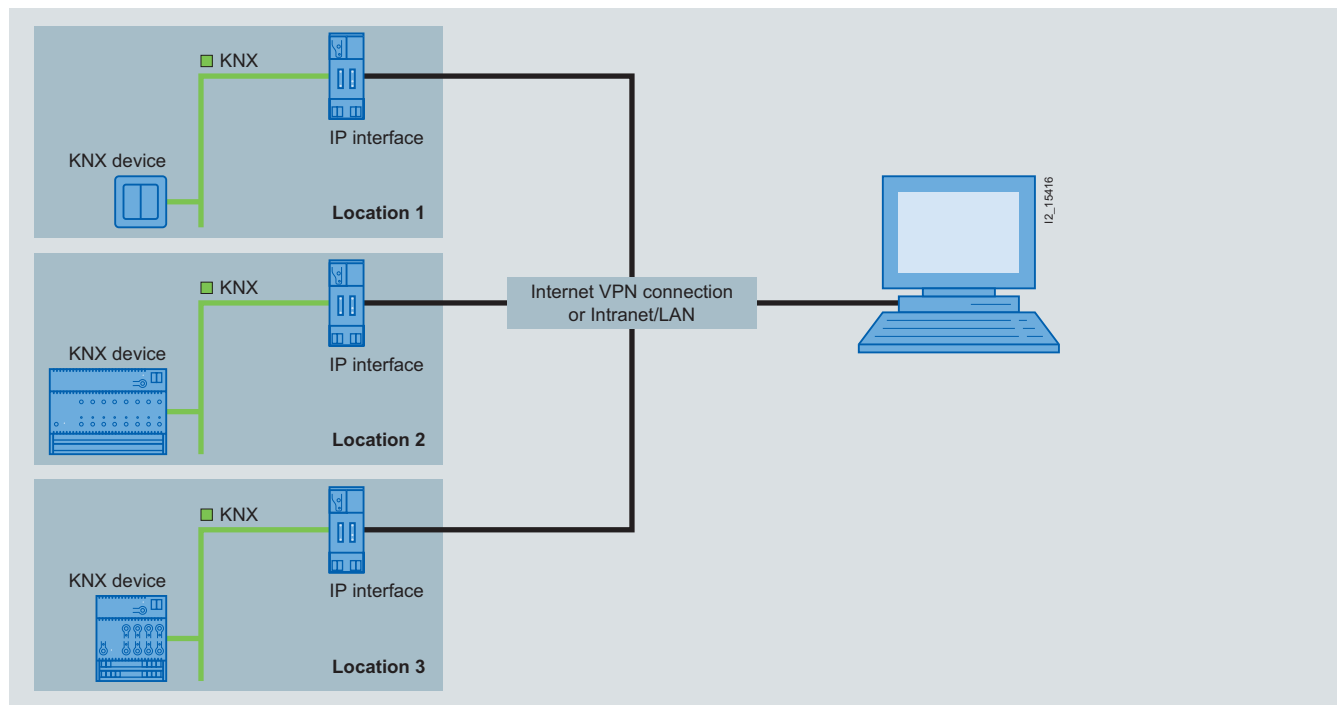 KNX
IP interface
KNX device
Location 1
KNX
IP interface
KNX device
Location 2
KNX
IP interface
KNX device
Location 3
Internet VPN connection
or Intranet/LAN
I2_15416